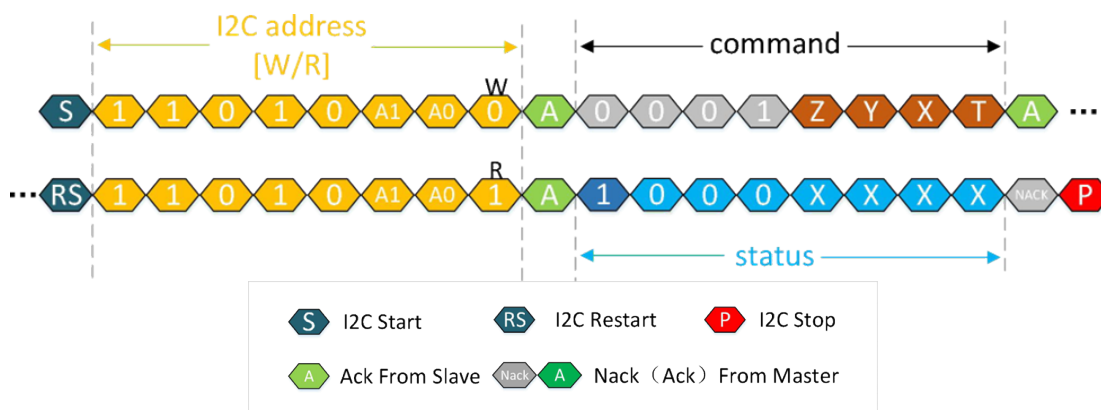 I2C address
[W/R]
command
W
S 1 1 0 1 0 A1 A0 0 A 0 0 0 1 Z Y X T A ...
R
... RS 1 1 0 1 0 A1 A0 1 A 1 0 0 0 X X X X NACK P
status
S I2C Start RS I2C Restart P I2C Stop
A Ack From Slave Nack A Nack（Ack）From Master